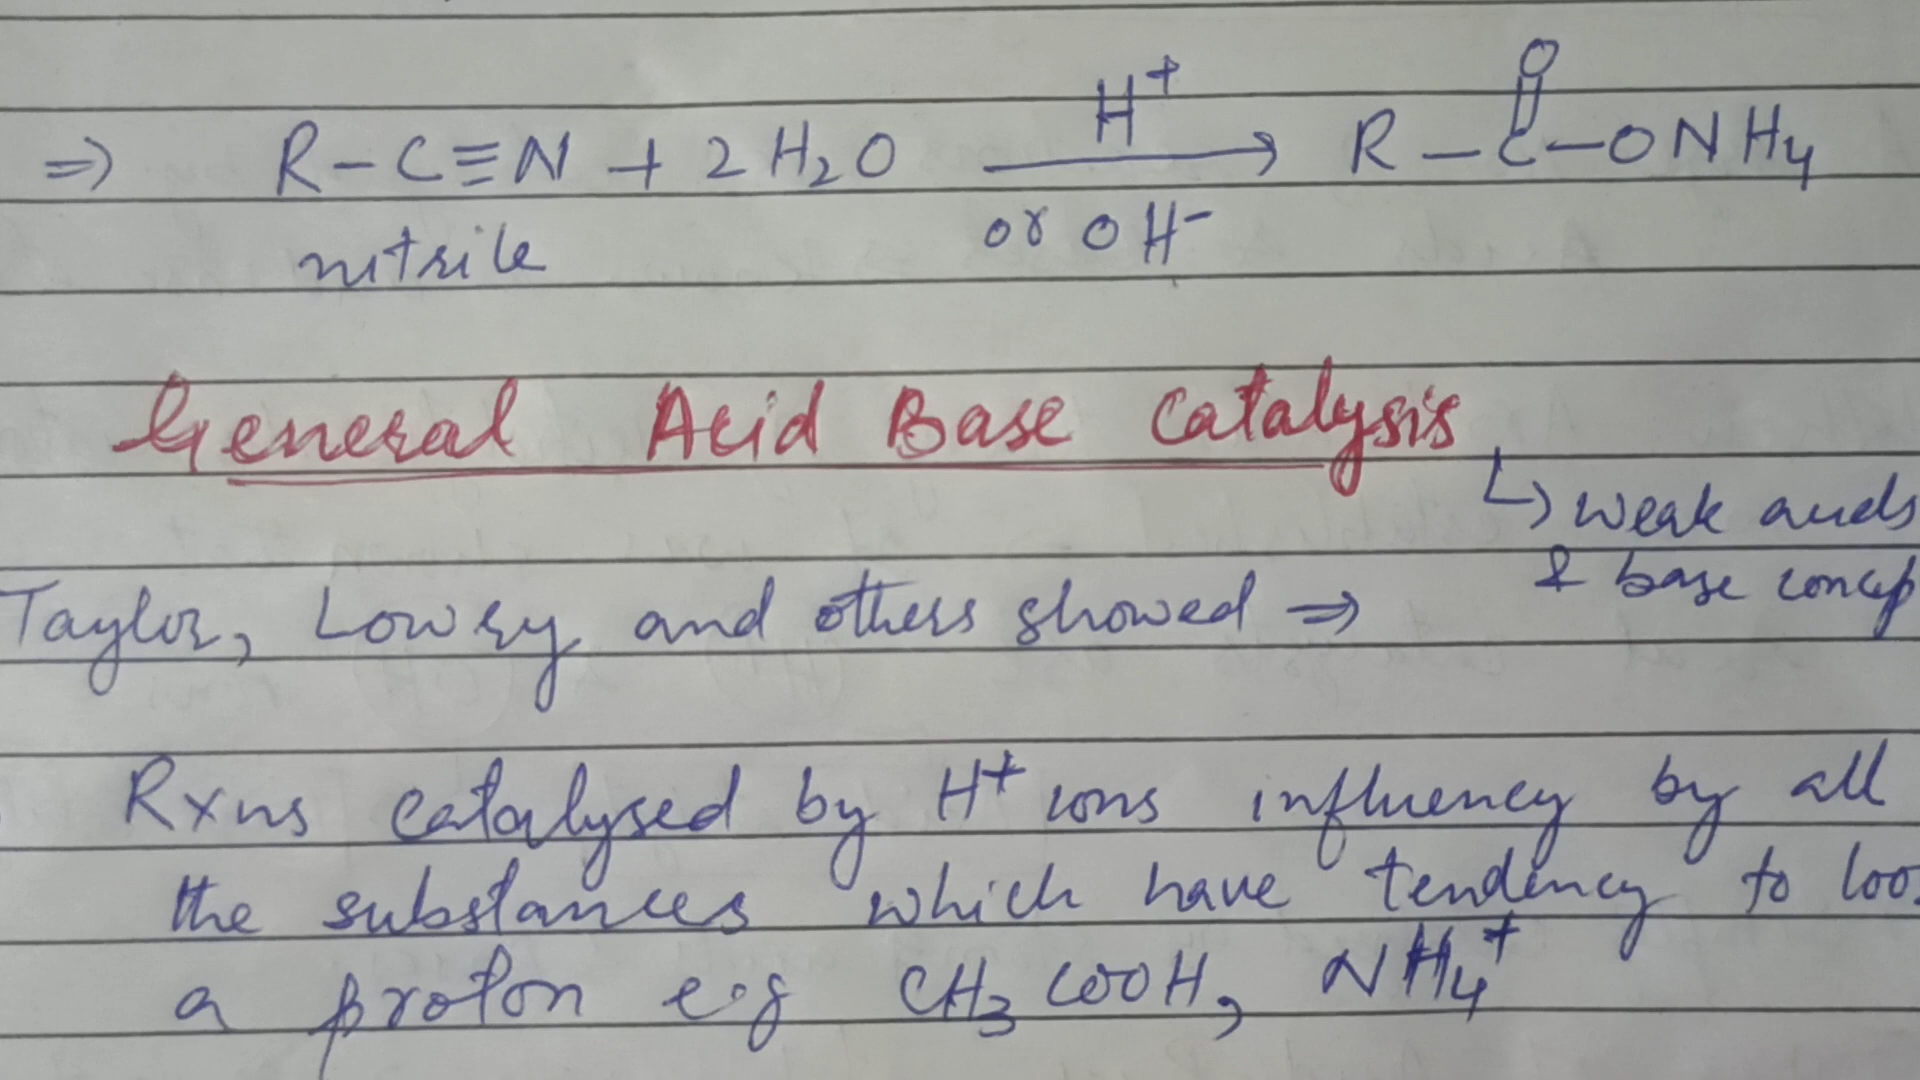 ⇒ R-C≡N + 2H₂O H⁺ → R-C-ONH₄
O
nitrile or OH⁻
General Acid Base Catalysis
↳ weak acids
& base concep
Taylor, Lowry and others showed ⇒
Rxns catalysed by H⁺ ions influency by all
the substances which have tendency to loo
a proton e.g CH₃COOH, NH₄⁺